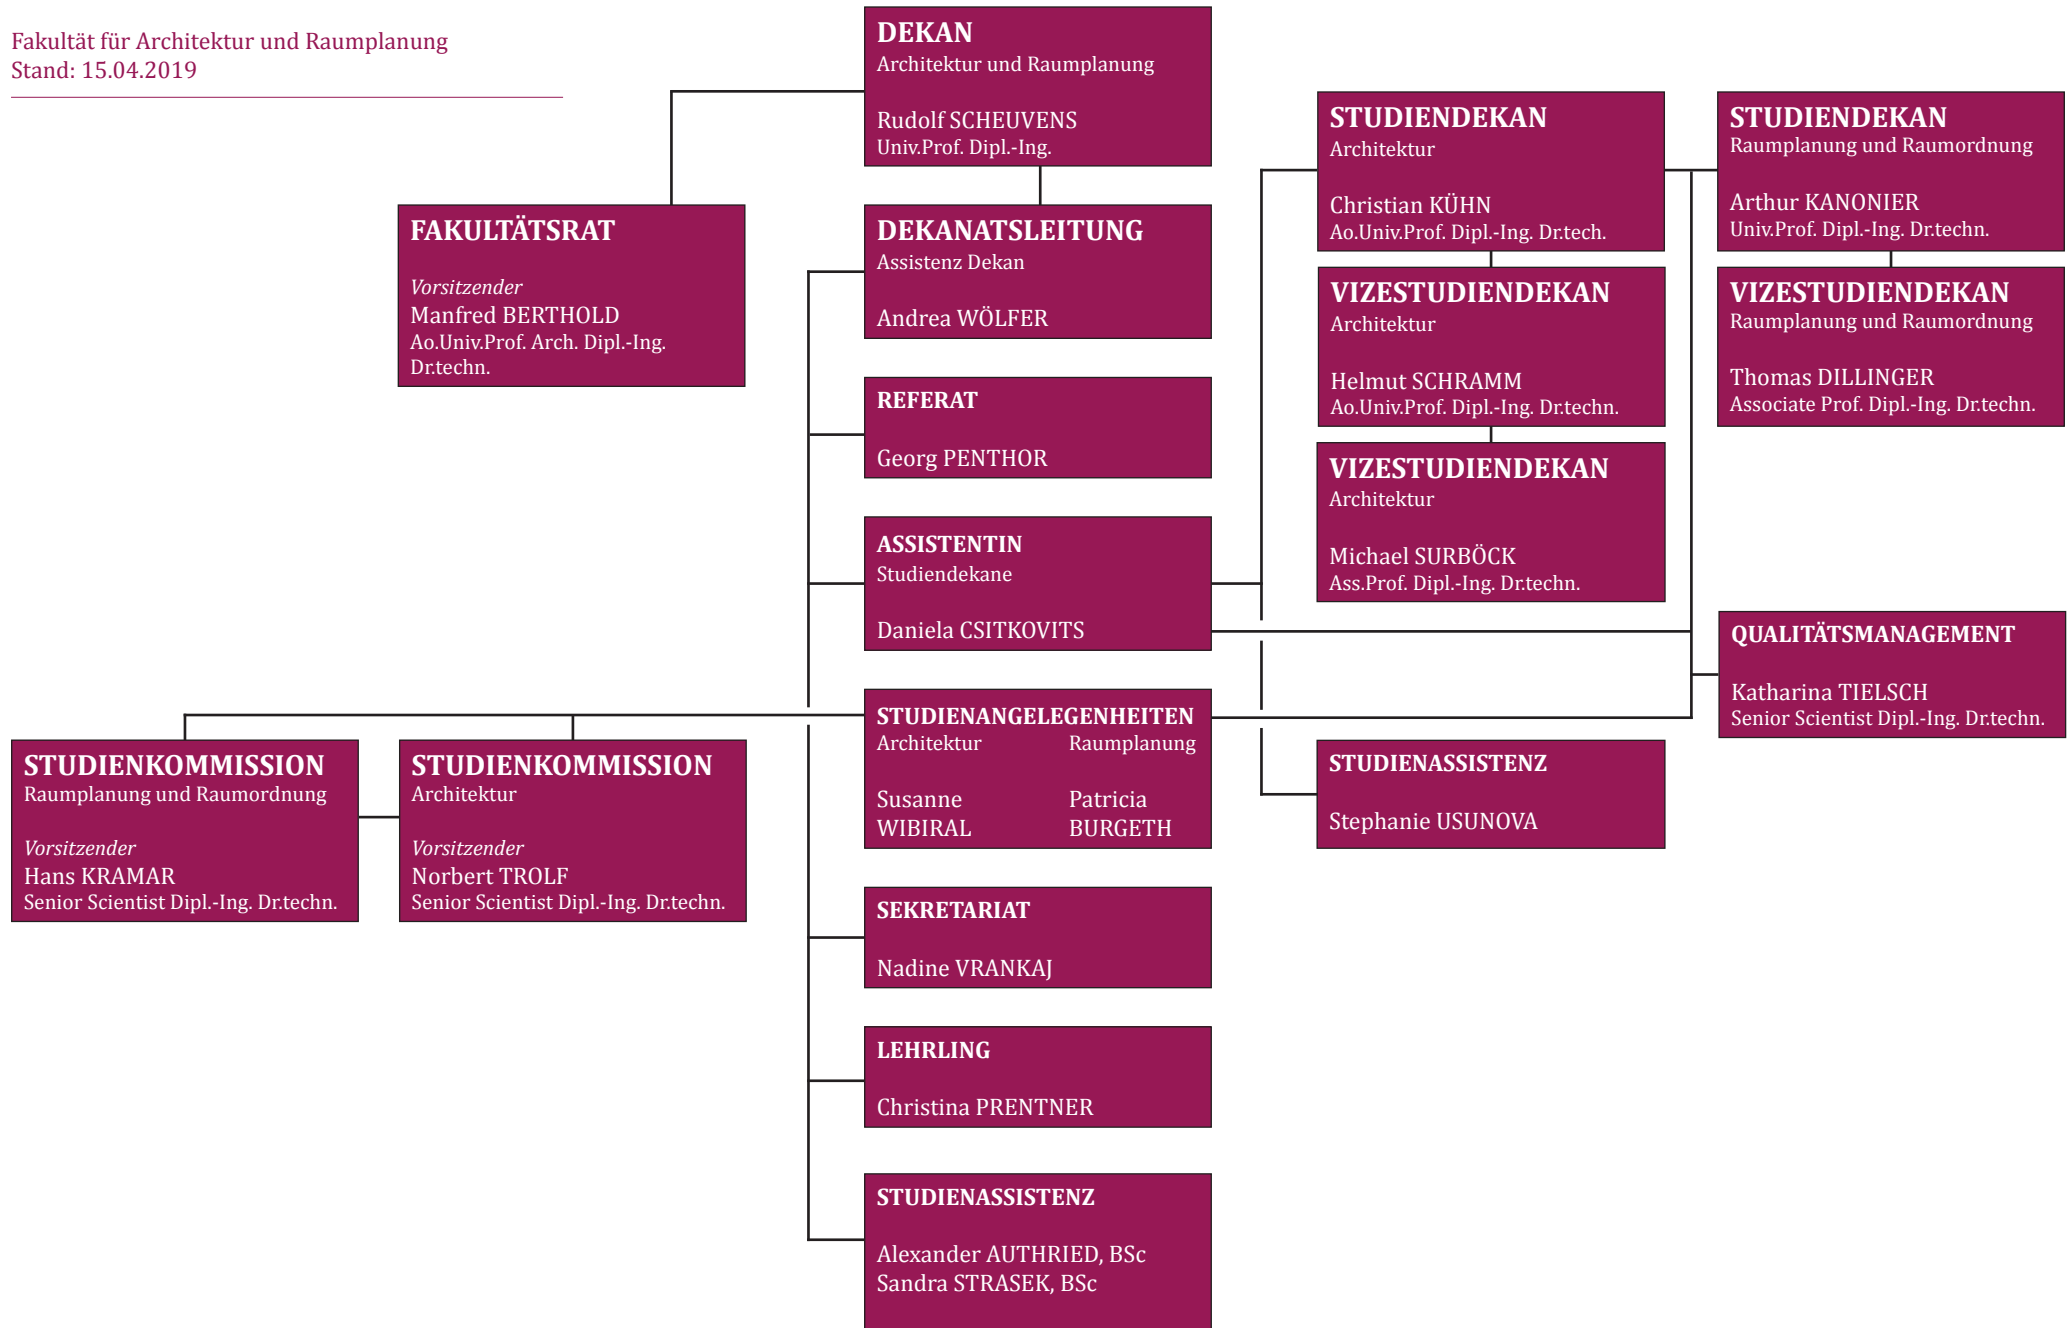 Fakultät für Architektur und Raumplanung
Stand: 15.04.2019
DEKAN
Architektur und Raumplanung
Rudolf SCHEUVENS
Univ.Prof. Dipl.-Ing.
FAKULTÄTSRAT
Vorsitzender
Manfred BERTHOLD
Ao.Univ.Prof. Arch. Dipl.-Ing.
Dr.techn.
DEKANATSLEITUNG
Assistenz Dekan
Andrea WÖLFER
REFERAT
Georg PENTHOR
ASSISTENTIN
Studiendekane
Daniela CSITKOVITS
STUDIENDEKAN
Architektur
Christian KÜHN
Ao.Univ.Prof. Dipl.-Ing. Dr.tech.
VIZESTUDIENDEKAN
Architektur
Helmut SCHRAMM
Ao.Univ.Prof. Dipl.-Ing. Dr.techn.
VIZESTUDIENDEKAN
Architektur
Michael SURBÖCK
Ass.Prof. Dipl.-Ing. Dr.techn.
STUDIENDEKAN
Raumplanung und Raumordnung
Arthur KANONIER
Univ.Prof. Dipl.-Ing. Dr.techn.
VIZESTUDIENDEKAN
Raumplanung und Raumordnung
Thomas DILLINGER
Associate Prof. Dipl.-Ing. Dr.techn.
QUALITÄTSMANAGEMENT
Katharina TIELSCH
Senior Scientist Dipl.-Ing. Dr.techn.
STUDIENKOMMISSION
Raumplanung und Raumordnung
Vorsitzender
Hans KRAMAR
Senior Scientist Dipl.-Ing. Dr.techn.
STUDIENKOMMISSION
Architektur
Vorsitzender
Norbert TROLF
Senior Scientist Dipl.-Ing. Dr.techn.
STUDIENANGELEGENHEITEN
Architektur Raumplanung
Susanne Patricia
WIBIRAL BURGETH
STUDIENASSISTENZ
Stephanie USUNOVA
SEKRETARIAT
Nadine VRANKAJ
LEHRLING
Christina PRENTNER
STUDIENASSISTENZ
Alexander AUTHRIED, BSc
Sandra STRASEK, BSc